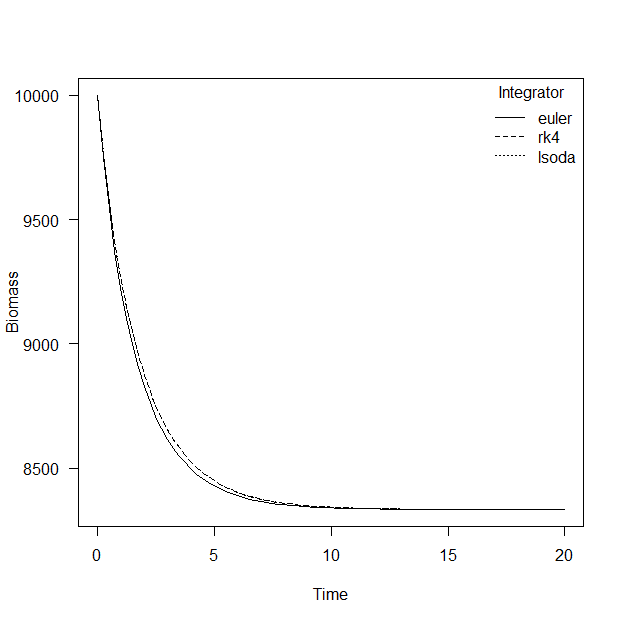 Integrator
euler
rk4
lsoda
10000
9500
9000
8500
Biomass
0 5 10 15 20
Time